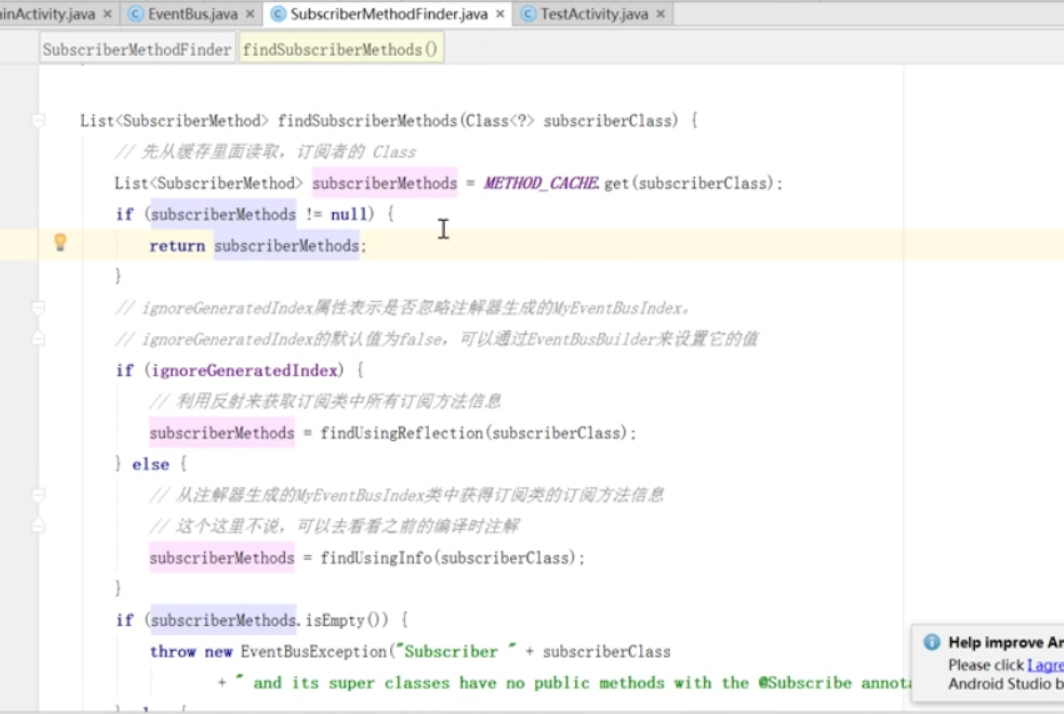 ainActivity.java × EventBus.java × SubscriberMethodFinder.java × TestActivity.java ×
SubscriberMethodFinder findSubscriberMethods()
List<SubscriberMethod> findSubscriberMethods(Class<?> subscriberClass) {
// 先从缓存里面读取，订阅者的 Class
List<SubscriberMethod> subscriberMethods = METHOD_CACHE.get(subscriberClass);
if (subscriberMethods != null) {
return subscriberMethods;
}
// ignoreGeneratedIndex属性表示是否忽略注解器生成的MyEventBusIndex。
// ignoreGeneratedIndex的默认值为false，可以通过EventBusBuilder来设置它的值
if (ignoreGeneratedIndex) {
// 利用反射来获取订阅类中所有订阅方法信息
subscriberMethods = findUsingReflection(subscriberClass);
} else {
// 从注解器生成的MyEventBusIndex类中获得订阅类的订阅方法信息
// 这个这里不说，可以去看看之前的编译时注解
subscriberMethods = findUsingInfo(subscriberClass);
}
if (subscriberMethods.isEmpty()) {
throw new EventBusException("Subscriber " + subscriberClass
+ " and its super classes have no public methods with the @Subscribe annota
Help improve An
Please click I agre
Android Studio b